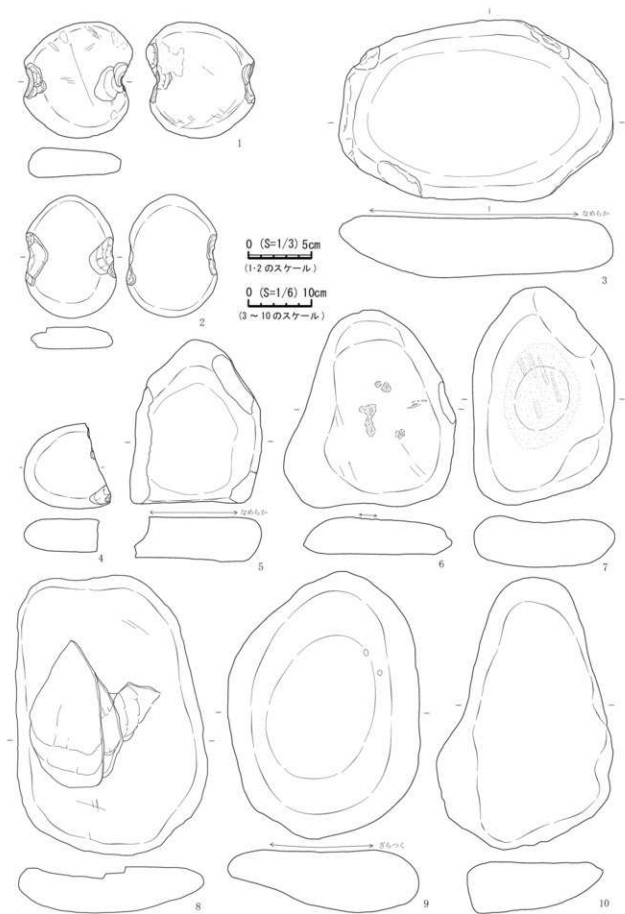 1
0 (S=1/3) 5cm
(1・2 のスケール)
0 (S=1/6) 10cm
(3 ～ 10 のスケール)
なめらか
3
2
4
なめらか
5
6
7
8
ざらつく
9
10